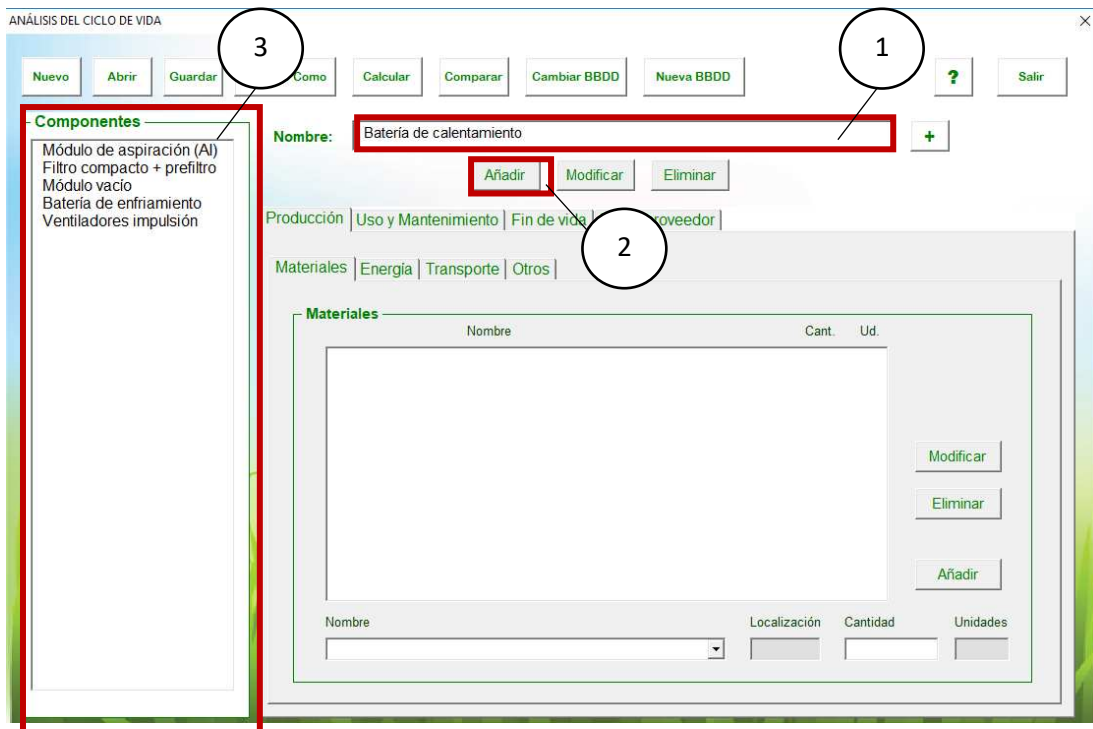 ANÁLISIS DEL CICLO DE VIDA
3
1
Nuevo Abrir Guardar Como Calcular Comparar Cambiar BBDD Nueva BBDD ? Salir
Componentes
Módulo de aspiración (AI)
Filtro compacto + prefiltro
Módulo vacío
Batería de enfriamiento
Ventiladores impulsión
Nombre: Batería de calentamiento +
Añadir Modificar Eliminar
2
Producción Uso y Mantenimiento Fin de vida roveedor
Materiales Energía Transporte Otros
Materiales
Nombre Cant. Ud.
Modificar
Eliminar
Añadir
Nombre Localización Cantidad Unidades